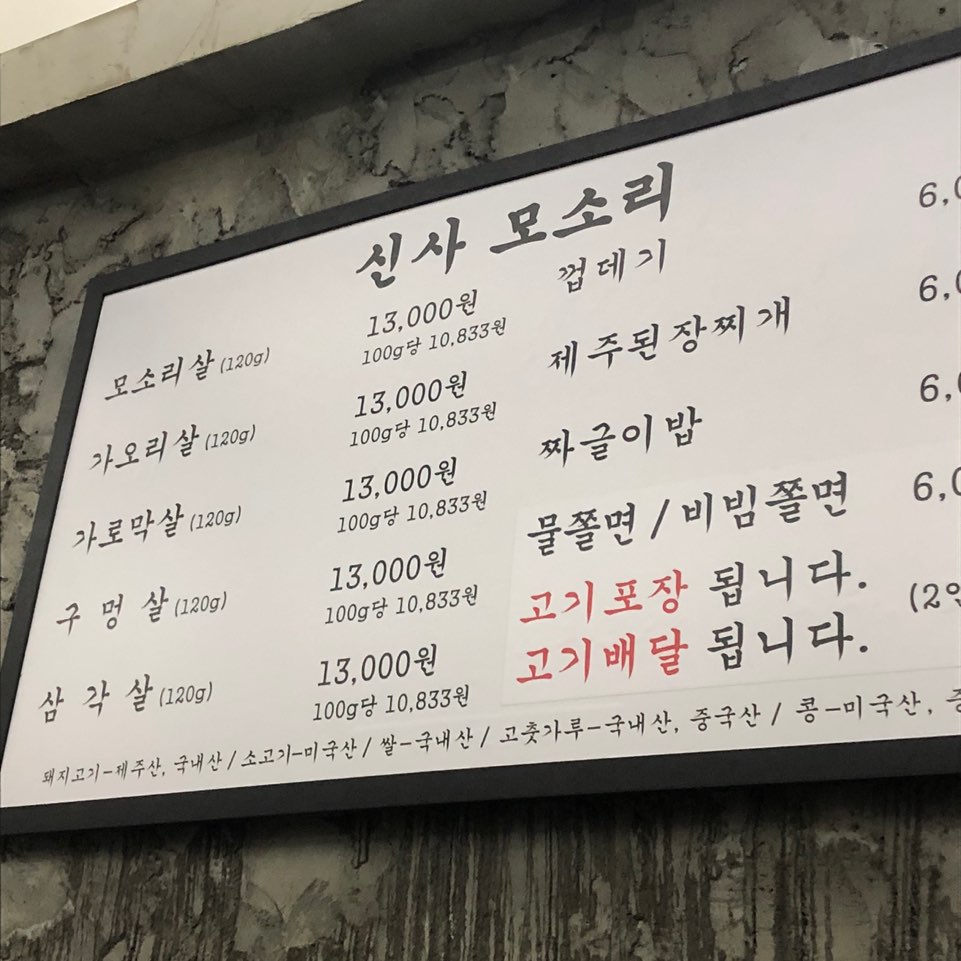 신사 모소리
모소리살 (120g) 13,000원
100g당 10,833원
가오리살 (120g) 13,000원
100g당 10,833원
가로막살 (120g) 13,000원
100g당 10,833원
구멍살 (120g) 13,000원
100g당 10,833원
삼각살 (120g) 13,000원
100g당 10,833원
껍데기
제주된장찌개
짜글이밥
물쫄면 / 비빔쫄면
고기포장 됩니다.
고기배달 됩니다.
돼지고기-제주산, 국내산 / 소고기-미국산 / 쌀-국내산 / 고춧가루-국내산, 중국산 / 콩-미국산,